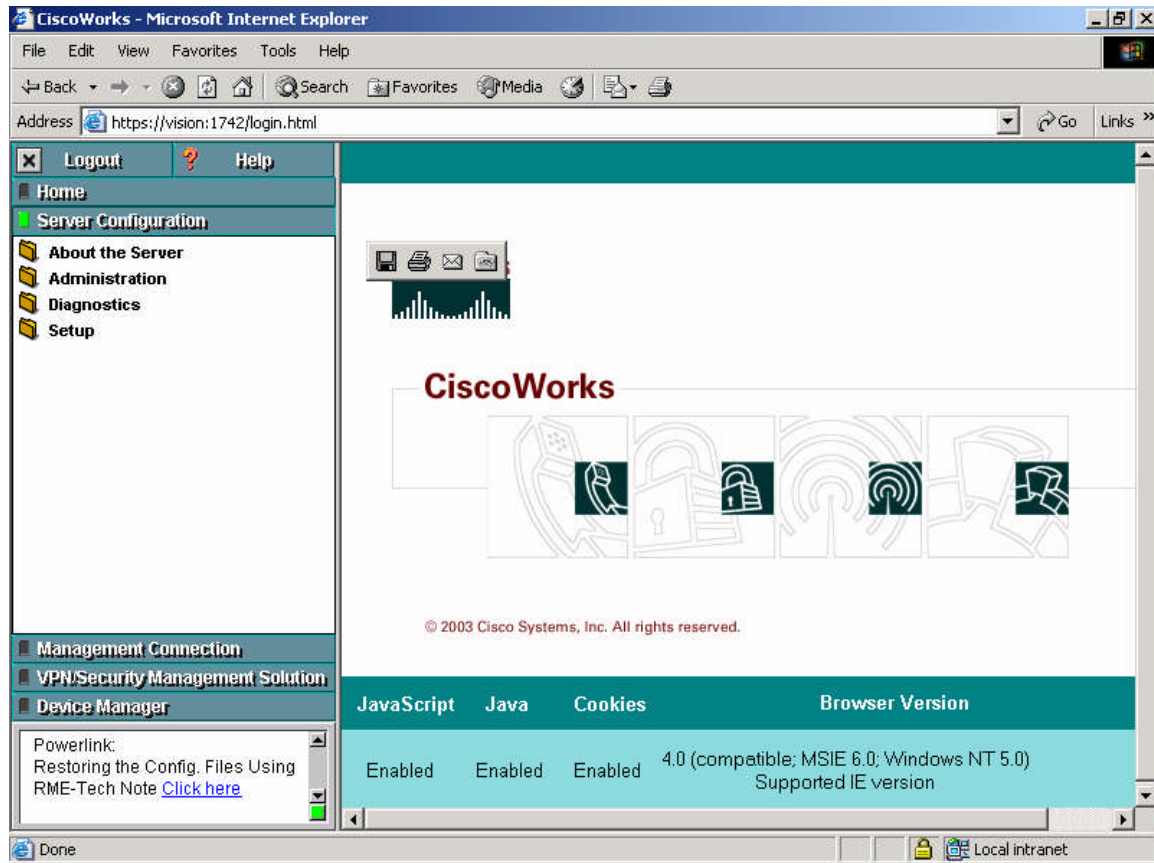 CiscoWorks - Microsoft Internet Explorer
File Edit View Favorites Tools Help
Back Search Favorites Media
Address https://vision:1742/login.html Go Links »
Logout ? Help
Home
Server Configuration
About the Server
Administration
Diagnostics
Setup
Management Connection
VPN/Security Management Solution
Device Manager
Powerlink:
Restoring the Config. Files Using
RME-Tech Note Click here
CiscoWorks
© 2003 Cisco Systems, Inc. All rights reserved.
JavaScript Java Cookies Browser Version
Enabled Enabled Enabled 4.0 (compatible; MSIE 6.0; Windows NT 5.0)
Supported IE version
Done Local intranet